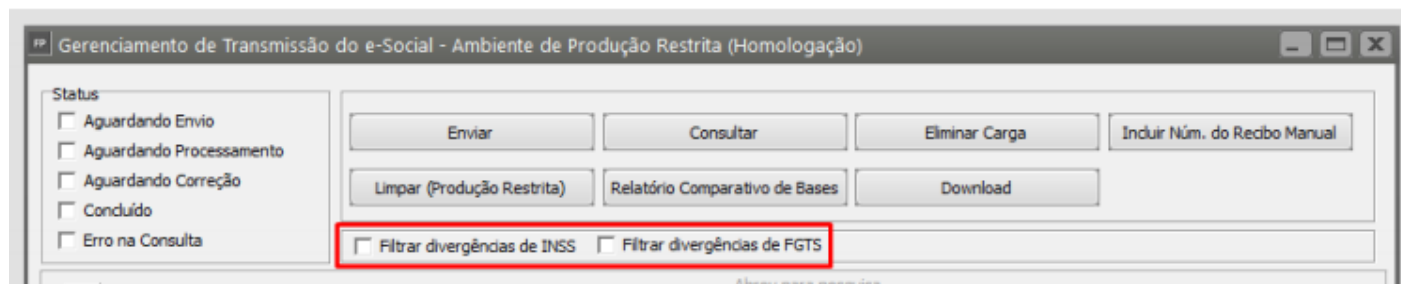 FP Gerenciamento de Transmissão do e-Social - Ambiente de Produção Restrita (Homologação)
Status
Aguardando Envio
Aguardando Processamento
Aguardando Correção
Concluído
Erro na Consulta
Enviar Consultar Eliminar Carga Incluir Núm. do Recibo Manual
Limpar (Produção Restrita) Relatório Comparativo de Bases Download
Filtrar divergências de INSS Filtrar divergências de FGTS